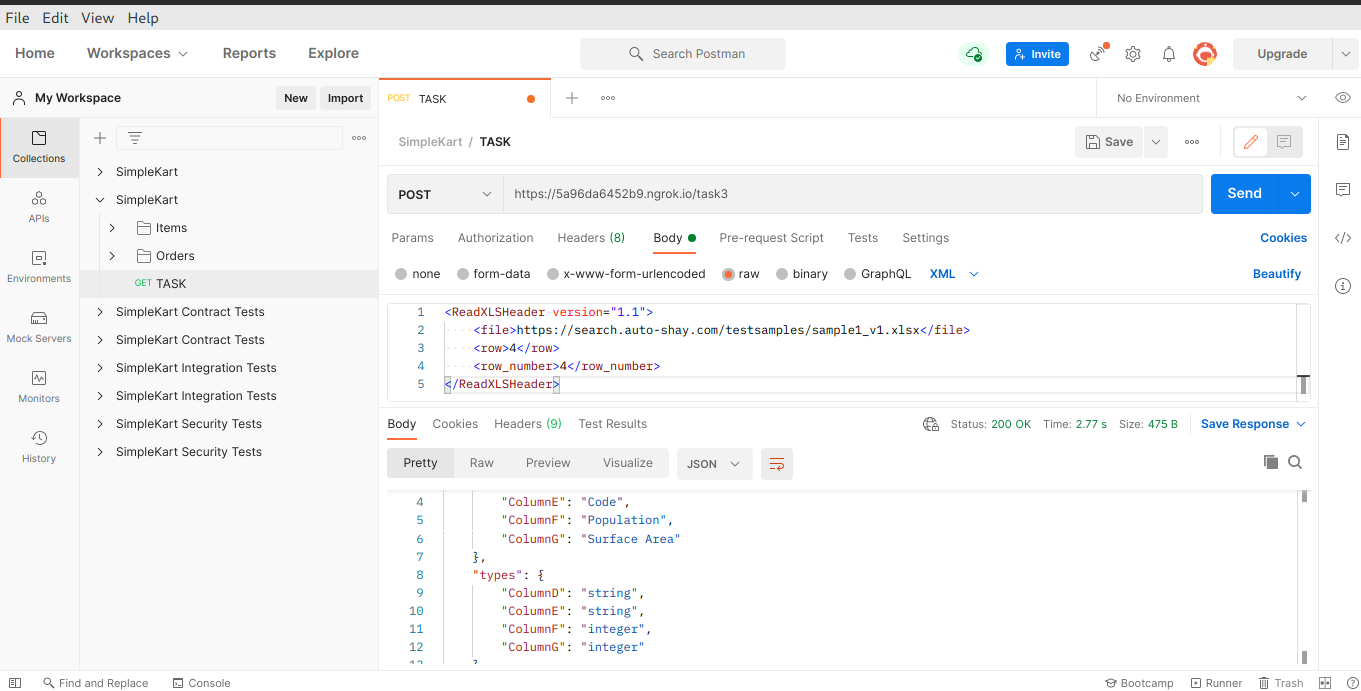 File Edit View Help
Home Workspaces Reports Explore Search Postman Invite Upgrade
My Workspace New Import POST TASK No Environment
Collections
APIs
Environments
Mock Servers
Monitors
History
SimpleKart
SimpleKart
Items
Orders
GET TASK
SimpleKart Contract Tests
SimpleKart Contract Tests
SimpleKart Integration Tests
SimpleKart Integration Tests
SimpleKart Security Tests
SimpleKart Security Tests
SimpleKart / TASK Save
POST https://5a96da6452b9.ngrok.io/task3 Send
Params Authorization Headers (8) Body Pre-request Script Tests Settings Cookies
none form-data x-www-form-urlencoded raw binary GraphQL XML Beautify
1 <ReadXLSHeader version="1.1">
2 <file>https://search.auto-shay.com/testsamples/sample1_v1.xlsx</file>
3 <row>4</row>
4 <row_number>4</row_number>
5 </ReadXLSHeader>
Body Cookies Headers (9) Test Results Status: 200 OK Time: 2.77 s Size: 475 B Save Response
Pretty Raw Preview Visualize JSON
4 "ColumnE": "Code",
5 "ColumnF": "Population",
6 "ColumnG": "Surface Area"
7 },
8 "types": {
9 "ColumnD": "string",
10 "ColumnE": "string",
11 "ColumnF": "integer",
12 "ColumnG": "integer"
Find and Replace Console Bootcamp Runner Trash